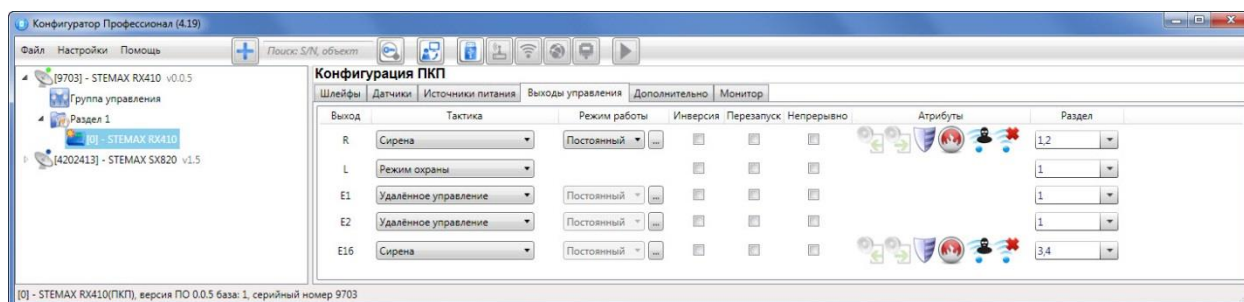 Конфигуратор Профессионал (4.19)
Файл Настройки Помощь Поиск: S/N, объект
[9703] - STEMAX RX410 v0.0.5
Группа управления
Раздел 1
[0] - STEMAX RX410
[4202413] - STEMAX SX820 v1.5
Конфигурация ПКП
Шлейфы Датчики Источники питания Выходы управления Дополнительно Монитор
Выход Тактика Режим работы Инверсия Перезапуск Непрерывно Атрибуты Раздел
R Сирена Постоянный ... 1,2
L Режим охраны 1
E1 Удалённое управление Постоянный ... 1
E2 Удалённое управление Постоянный ... 1
E16 Сирена Постоянный ... 3,4
[0] - STEMAX RX410(ПКП), версия ПО 0.0.5 база: 1, серийный номер 9703